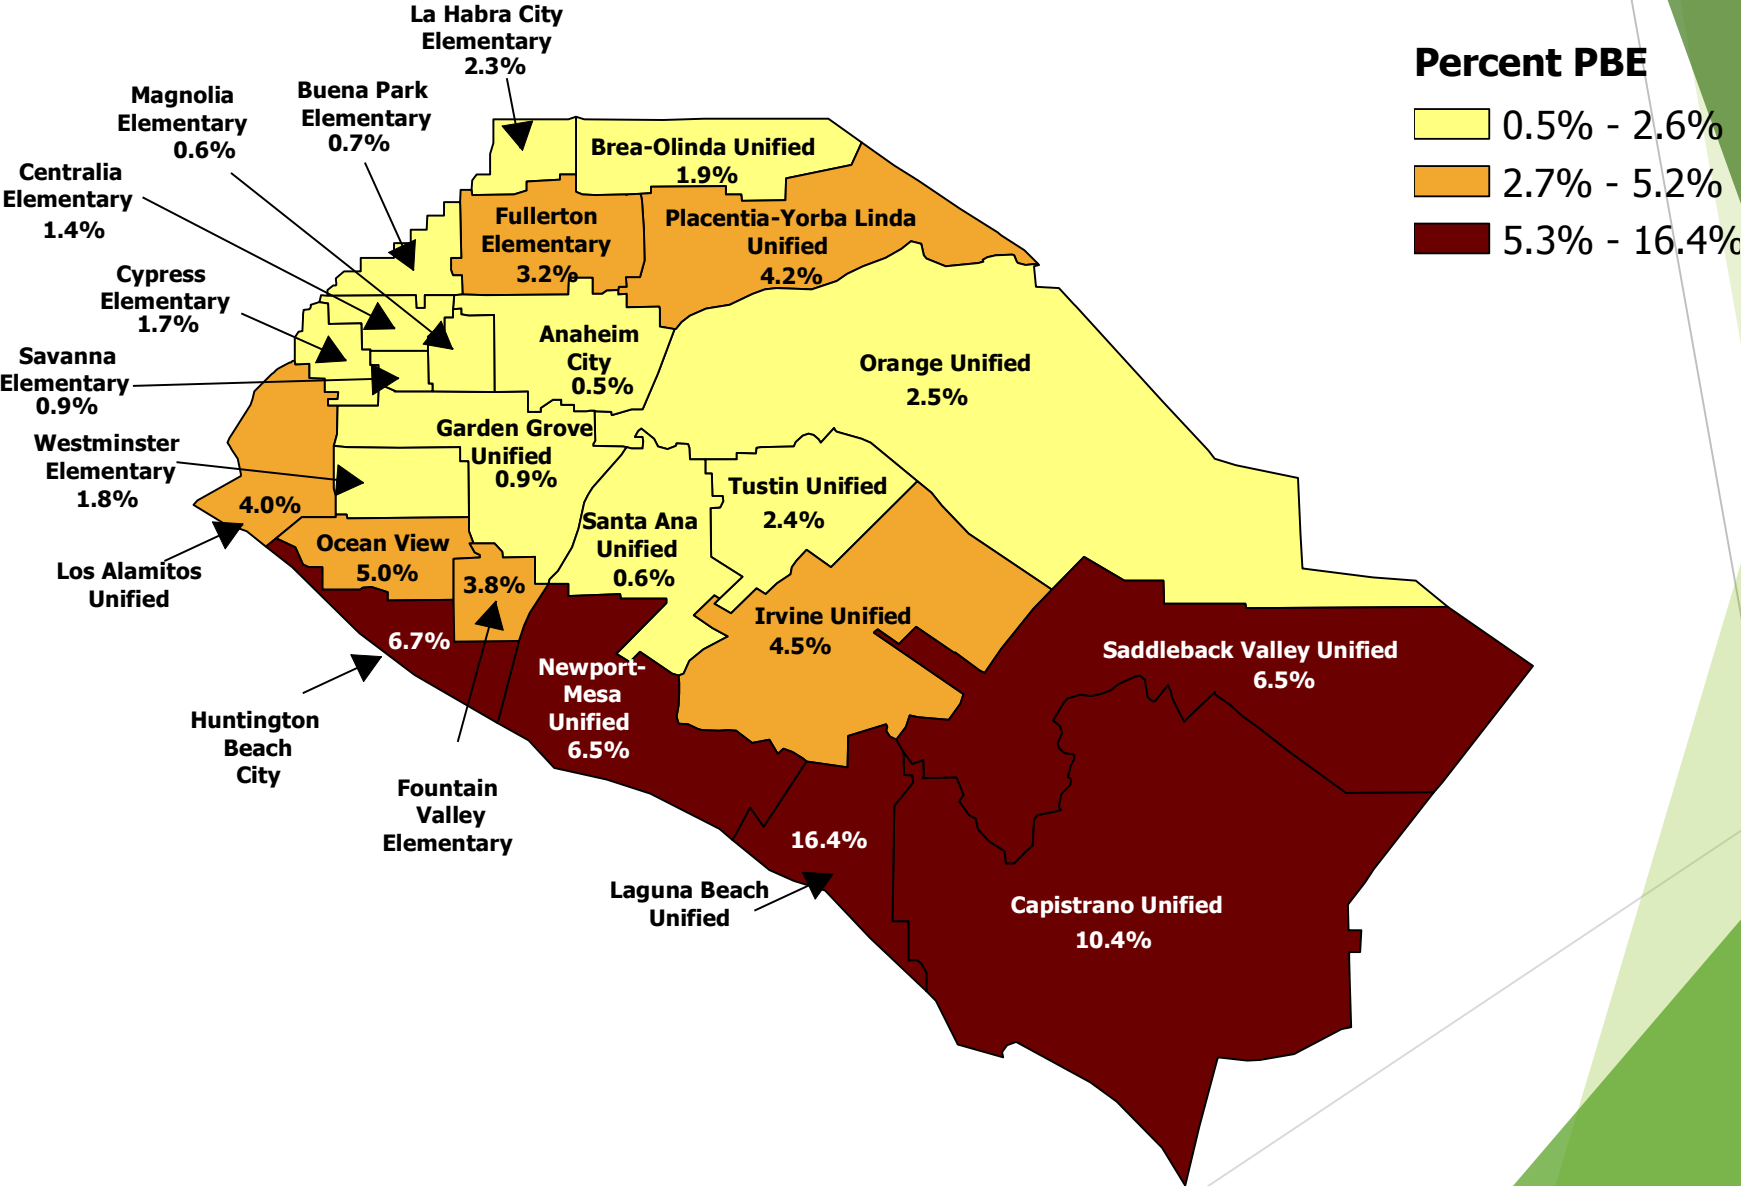 La Habra City
Elementary
2.3%
Magnolia
Elementary
0.6%
Buena Park
Elementary
0.7%
Percent PBE
0.5% - 2.6%
2.7% - 5.2%
5.3% - 16.4%
Brea-Olinda Unified
1.9%
Centralia
Elementary
1.4%
Fullerton
Elementary
3.2%
Placentia-Yorba Linda
Unified
4.2%
Cypress
Elementary
1.7%
Anaheim
City
0.5%
Orange Unified
2.5%
Savanna
Elementary
0.9%
Garden Grove
Unified
0.9%
Westminster
Elementary
1.8%
Tustin Unified
2.4%
4.0%
Santa Ana
Unified
0.6%
Ocean View
5.0%
3.8%
Los Alamitos
Unified
Irvine Unified
4.5%
6.7%
Saddleback Valley Unified
6.5%
Newport-
Mesa
Unified
6.5%
Huntington
Beach
City
Fountain
Valley
Elementary
16.4%
Laguna Beach
Unified
Capistrano Unified
10.4%